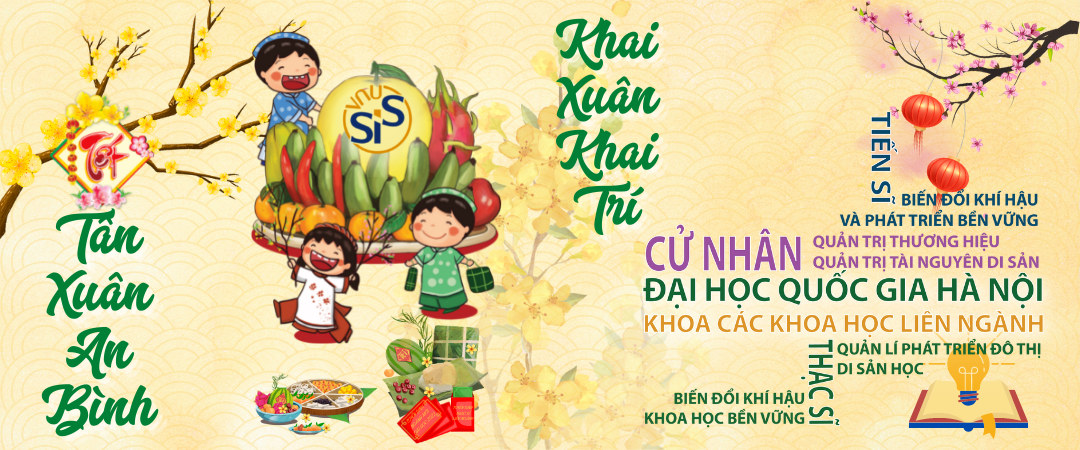 Tết
Tân
Xuân
An
Bình
VNU
SiS
Khai
Xuân
Khai
Trí
TIẾN SĨ
BIẾN ĐỔI KHÍ HẬU
VÀ PHÁT TRIỂN BỀN VỮNG
CỬ NHÂN
QUẢN TRỊ THƯƠNG HIỆU
QUẢN TRỊ TÀI NGUYÊN DI SẢN
ĐẠI HỌC QUỐC GIA HÀ NỘI
KHOA CÁC KHOA HỌC LIÊN NGÀNH
THẠC SĨ
QUẢN LÍ PHÁT TRIỂN ĐÔ THỊ
DI SẢN HỌC
BIẾN ĐỔI KHÍ HẬU
KHOA HỌC BỀN VỮNG